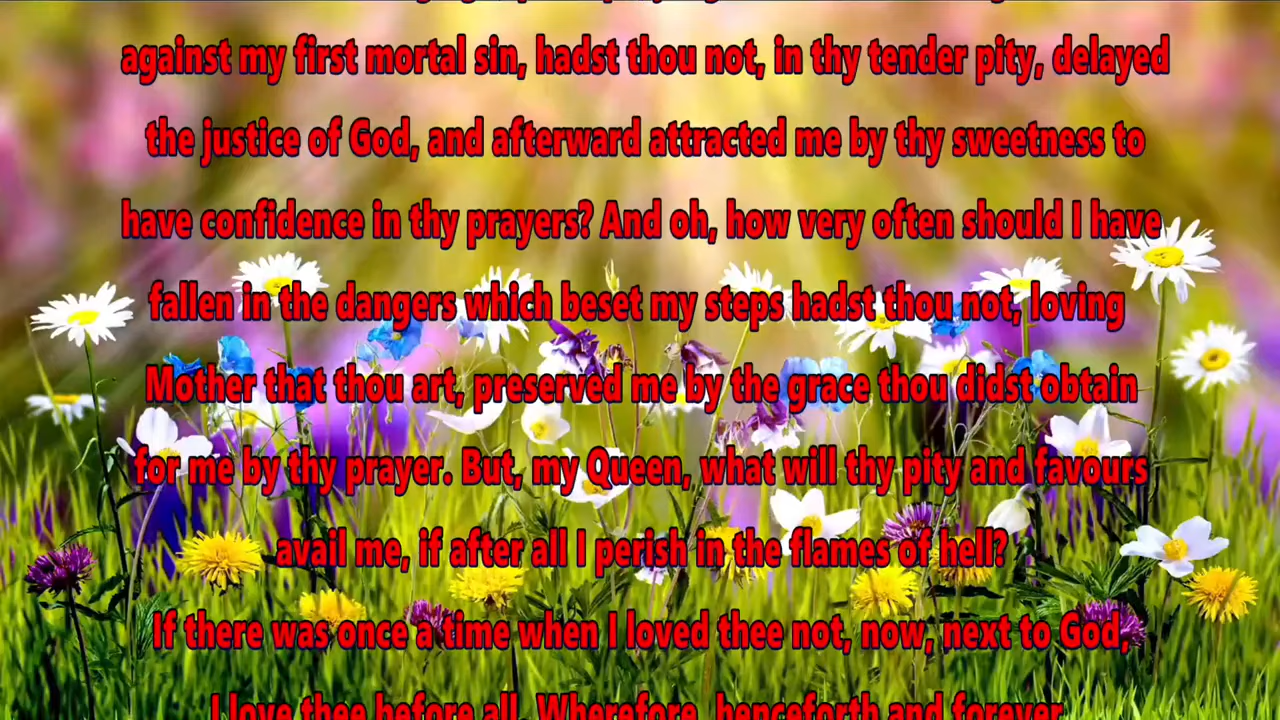 against my first mortal sin, hadst thou not, in thy tender pity, delayed
the justice of God, and afterward attracted me by thy sweetness to
have confidence in thy prayers? And oh, how very often should I have
fallen in the dangers which beset my steps hadst thou not, loving
Mother that thou art, preserved me by the grace thou didst obtain
for me by thy prayer. But, my Queen, what will thy pity and favours
avail me, if after all I perish in the flames of hell?
If there was once a time when I loved thee not, now, next to God,
I love thee before all. Wherefore, henceforth and forever